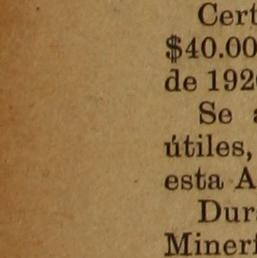 Cert
$40.00
de 192
Se
útiles,
esta A
Dur
Miner